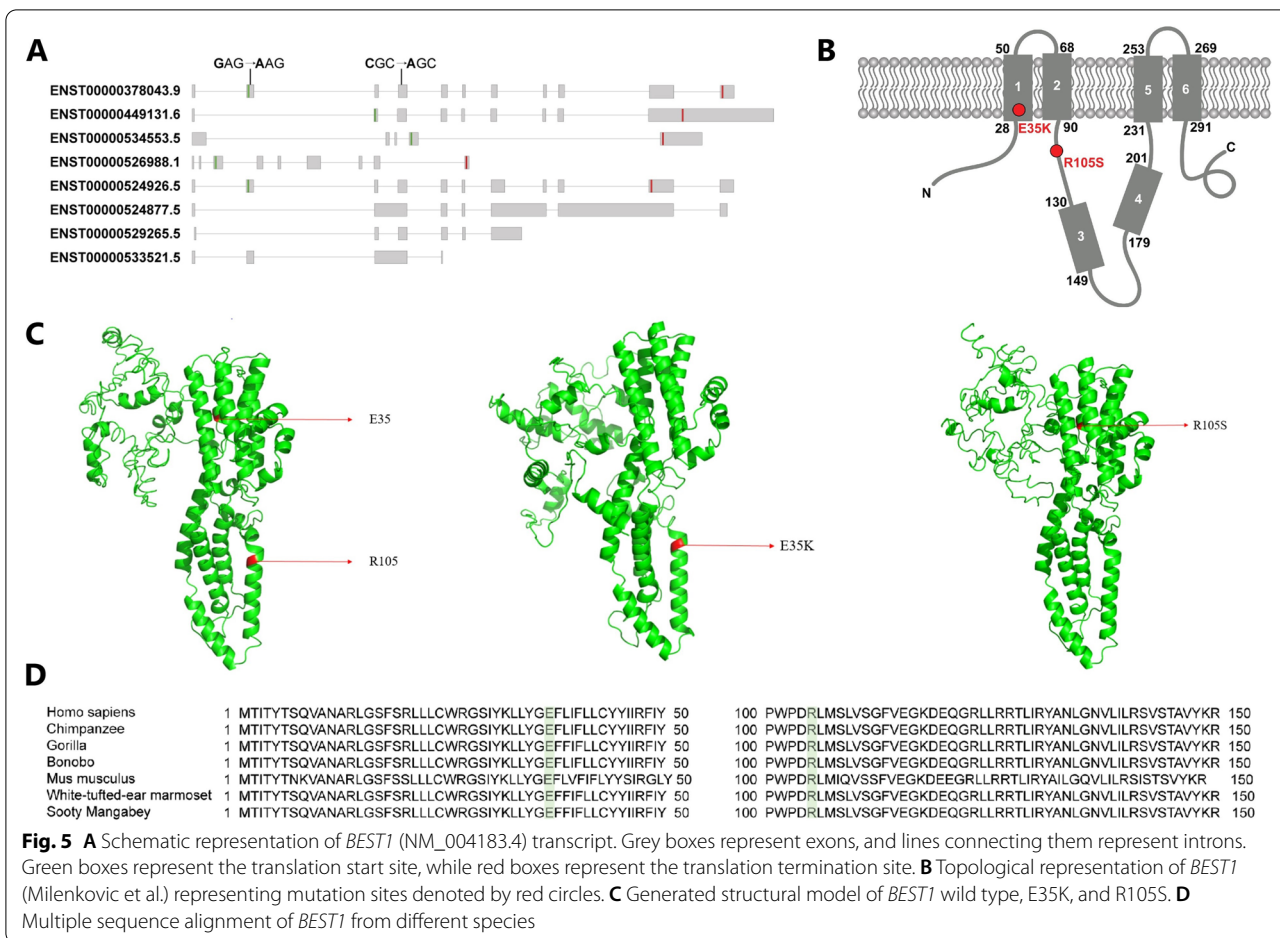 A
GAG→AAG CGC→AGC
ENST00000378043.9
ENST00000449131.6
ENST00000534553.5
ENST00000526988.1
ENST00000524926.5
ENST00000524877.5
ENST00000529265.5
ENST00000533521.5
B
50 68 253 269
1 2 5 6
28 E35K 90 231 291
R105S
201
N C
130 4
3
179
149
C
E35
R105
E35K
R105S
D
Homo sapiens 1 MTITYTSQVANARLGSFSRLLLCWRGSIYKLLYGEFLIFLLCYYIIRFIY 50 100 PWPDRLMSLVSGFVEGKDEQGRLLRRTLIRYANLGNVLILRSVSTAVYKR 150
Chimpanzee 1 MTITYTSQVANARLGSFSRLLLCWRGSIYKLLYGEFLIFLLCYYIIRFIY 50 100 PWPDRLMSLVSGFVEGKDEQGRLLRRTLIRYANLGNVLILRSVSTAVYKR 150
Gorilla 1 MTITYTSQVANARLGSFSRLLLCWRGSIYKLLYGEFFIFLLCYYIIRFIY 50 100 PWPDRLMSLVSGFVEGKDEQGRLLRRTLIRYANLGNVLILRSVSTAVYKR 150
Bonobo 1 MTITYTSQVANARLGSFSRLLLCWRGSIYKLLYGEFLIFLLCYYIIRFIY 50 100 PWPDRLMSLVSGFVEGKDEQGRLLRRTLIRYANLGNVLILRSVSTAVYKR 150
Mus musculus 1 MTITYTNKVANARLGSFSSLLLCWRGSIYKLLYGEFLVFIFLYYSIRGLY 50 100 PWPDRLMIQVSSFVEGKDEEGRLLRRTLIRYAILGQVLILRSISTSVYKR 150
White-tufted-ear marmoset 1 MTITYTSQVANARLGSFSRLLLCWRGSIYKLLYGEFFIFLLCYYIIRFIY 50 100 PWPDRLMSLVSGFVEGKDEQGRLLRRTLIRYANLGNVLILRSVSTAVYKR 150
Sooty Mangabey 1 MTITYTSQVANARLGSFSRLLLCWRGSIYKLLYGEFFIFLLCYYIIRFIY 50 100 PWPDRLMSLVSGFVEGKDEQGRLLRRTLIRYANLGNVLILRSVSTAVYKR 150
Fig. 5 A Schematic representation of BEST1 (NM_004183.4) transcript. Grey boxes represent exons, and lines connecting them represent introns.
Green boxes represent the translation start site, while red boxes represent the translation termination site. B Topological representation of BEST1
(Milenkovic et al.) representing mutation sites denoted by red circles. C Generated structural model of BEST1 wild type, E35K, and R105S. D
Multiple sequence alignment of BEST1 from different species